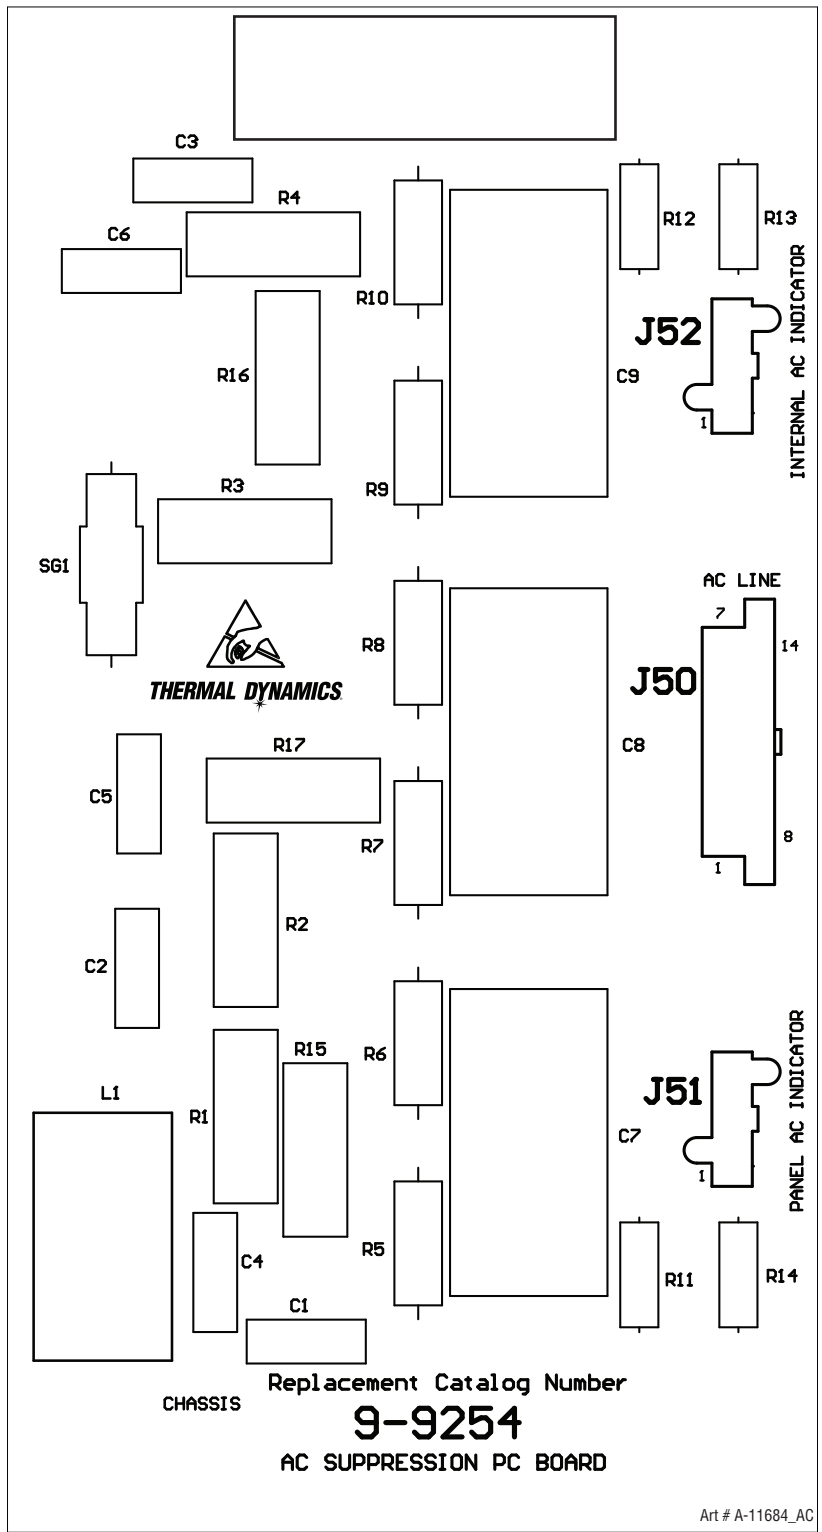 C3
R4
C6
R10
R12
R13
J52
INTERNAL AC INDICATOR
R16
C9
1
R9
R3
SG1
AC LINE
7
14
R8
J50
THERMAL DYNAMICS
R17
C8
C5
R7
8
1
R2
C2
R6
R15
J51
PANEL AC INDICATOR
L1
R1
C7
1
R5
C4
R11
R14
C1
Replacement Catalog Number
CHASSIS
9-9254
AC SUPPRESSION PC BOARD
Art # A-11684_AC